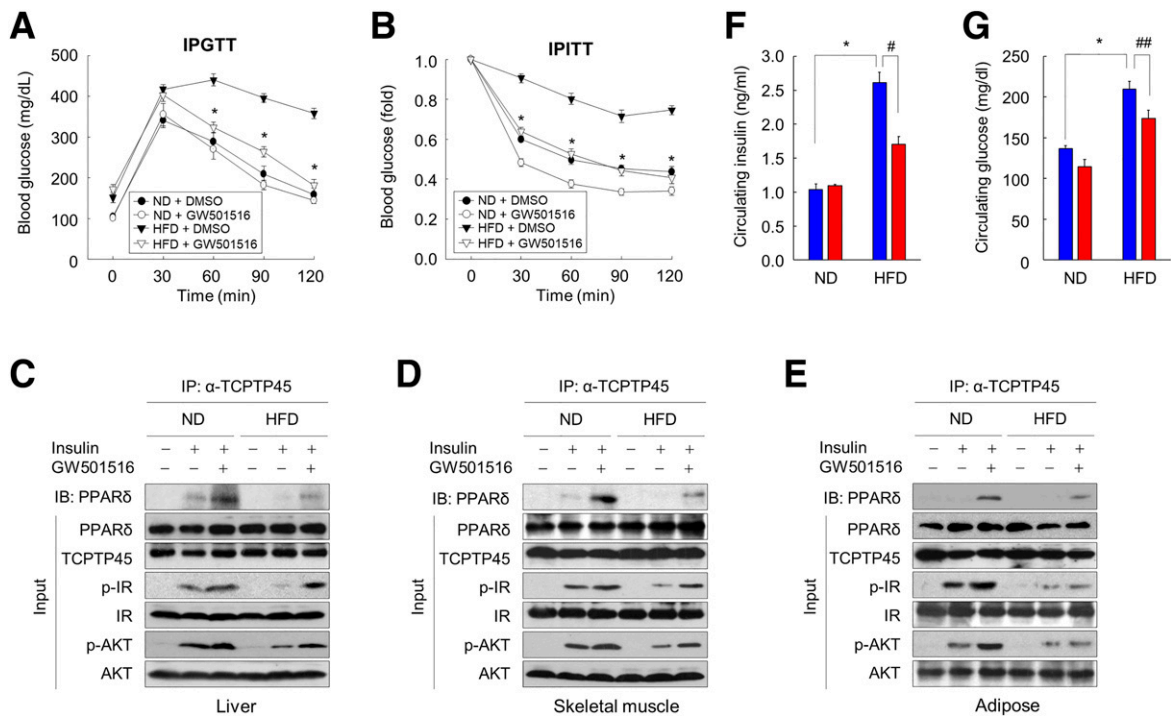 A
IPGTT
Blood glucose (mg/dL)
500
400
300
200
100
0
*
*
*
ND + DMSO
ND + GW501516
HFD + DMSO
HFD + GW501516
0 30 60 90 120
Time (min)
B
IPITT
Blood glucose (fold)
1.0
0.8
0.6
0.4
0.2
0.0
* * * *
ND + DMSO
ND + GW501516
HFD + DMSO
HFD + GW501516
0 30 60 90 120
Time (min)
F
Circulating insulin (ng/ml)
3.0
2.5
2.0
1.5
1.0
0.5
0.0
* #
ND HFD
G
Circulating glucose (mg/dl)
250
200
150
100
50
0
* ##
ND HFD
C
IP: α-TCPTP45
ND HFD
Insulin − + + − + +
GW501516 − − + − − +
IB: PPARδ
PPARδ
TCPTP45
p-IR
IR
p-AKT
AKT
Input
Liver
D
IP: α-TCPTP45
ND HFD
Insulin − + + − + +
GW501516 − − + − − +
IB: PPARδ
PPARδ
TCPTP45
p-IR
IR
p-AKT
AKT
Input
Skeletal muscle
E
IP: α-TCPTP45
ND HFD
Insulin − + + − + +
GW501516 − − + − − +
IB: PPARδ
PPARδ
TCPTP45
p-IR
IR
p-AKT
AKT
Input
Adipose